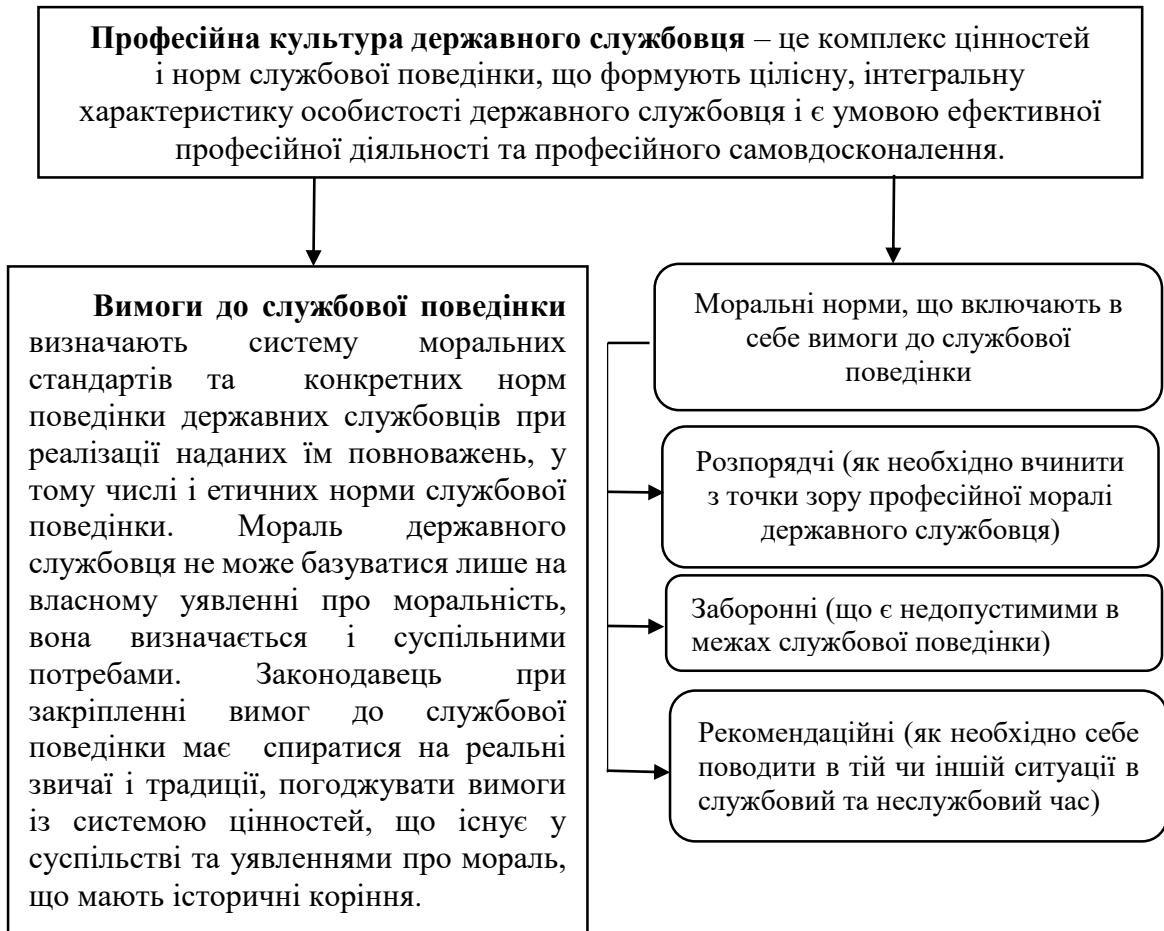 Професійна культура державного службовця – це комплекс цінностей
і норм службової поведінки, що формують цілісну, інтегральну
характеристику особистості державного службовця і є умовою ефективної
професійної діяльності та професійного самовдосконалення.
Вимоги до службової поведінки
визначають систему моральних
стандартів та конкретних норм
поведінки державних службовців при
реалізації наданих їм повноважень, у
тому числі і етичних норми службової
поведінки. Мораль державного
службовця не може базуватися лише на
власному уявленні про моральність,
вона визначається і суспільними
потребами. Законодавець при
закріпленні вимог до службової
поведінки має спиратися на реальні
звичаї і традиції, погоджувати вимоги
із системою цінностей, що існує у
суспільстві та уявленнями про мораль,
що мають історичні коріння.
Моральні норми, що включають в
себе вимоги до службової
поведінки
Розпорядчі (як необхідно вчинити
з точки зору професійної моралі
державного службовця)
Заборонні (що є недопустимими в
межах службової поведінки)
Рекомендаційні (як необхідно себе
поводити в тій чи іншій ситуації в
службовий та неслужбовий час)